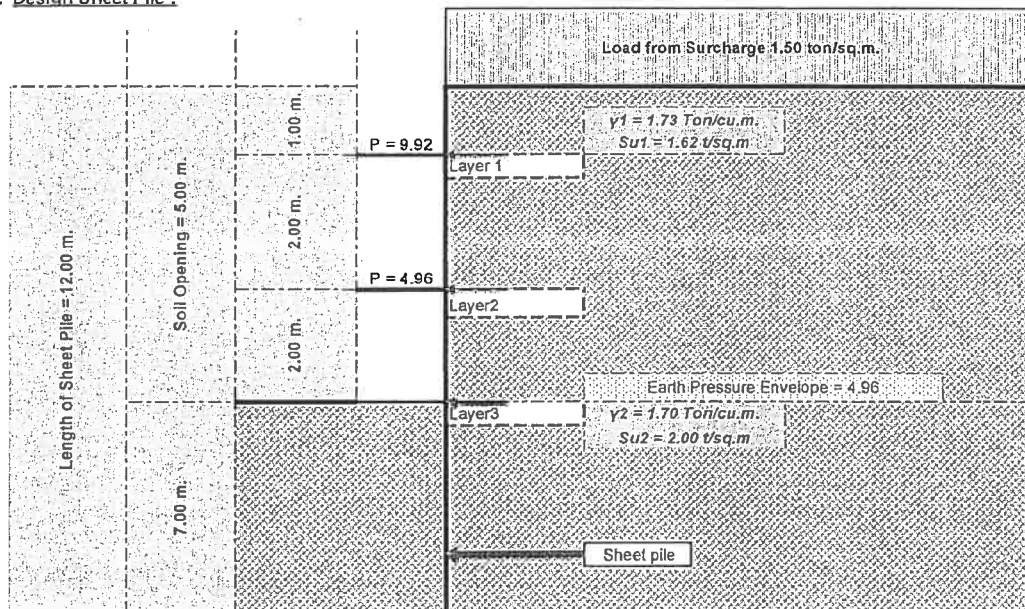 Design Sheet Pile :
Load from Surcharge 1.50 ton/sq.m.
γ1 = 1.73 Ton/cu.m.
Su1 = 1.62 t/sq.m
1.00 m.
P = 9.92
Layer 1
2.00 m.
P = 4.96
Layer2
2.00 m.
Soil Opening = 5.00 m.
Length of Sheet Pile = 12.00 m.
Earth Pressure Envelope = 4.96
Layer3
γ2 = 1.70 Ton/cu.m.
Su2 = 2.00 t/sq.m
7.00 m.
Sheet pile